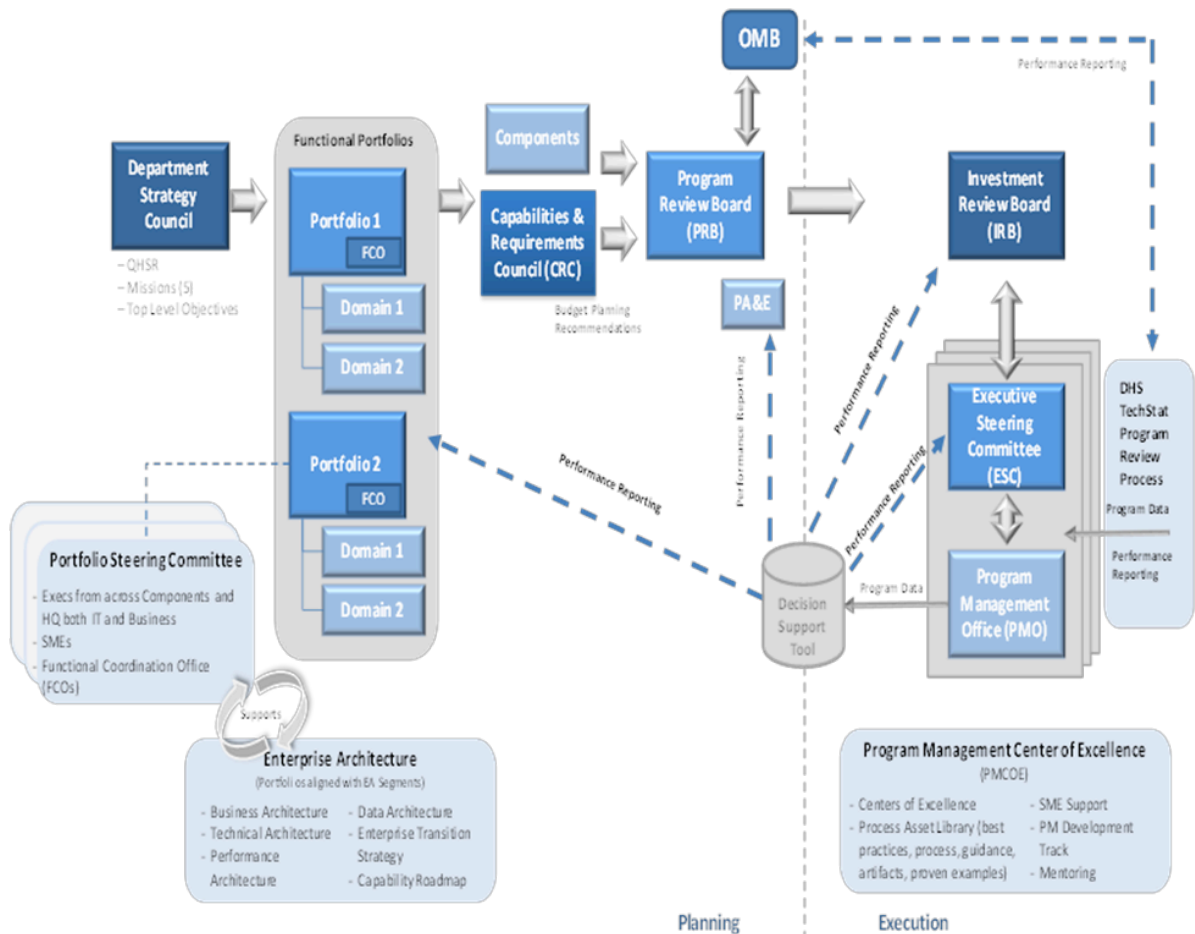 OMB
Performance Reporting
Department
Strategy
Council
– QHSR
– Missions (5)
– Top Level Objectives
Functional Portfolios
Portfolio 1
FCO
Domain 1
Domain 2
Portfolio 2
FCO
Domain 1
Domain 2
Components
Capabilities &
Requirements
Council (CRC)
Budget Planning
Recommendations
Program
Review Board
(PRB)
PA&E
Investment
Review Board
(IRB)
Performance Reporting
Performance Reporting
Performance Reporting
Performance Reporting
Executive
Steering
Committee
(ESC)
Program
Management
Office (PMO)
DHS
TechStat
Program
Review
Process
Program Data
Performance
Reporting
Program Data
Decision
Support
Tool
Portfolio Steering Committee
- Execs from across Components and
HQ both IT and Business
- SMEs
- Functional Coordination Office
(FCOs)
Supports
Enterprise Architecture
(Portfolios aligned with EA Segments)
- Business Architecture
- Technical Architecture
- Performance
Architecture
- Data Architecture
- Enterprise Transition
Strategy
- Capability Roadmap
Program Management Center of Excellence
(PMCOE)
- Centers of Excellence
- Process Asset Library (best
practices, process, guidance,
artifacts, proven examples)
- SME Support
- PM Development
Track
- Mentoring
Planning
Execution